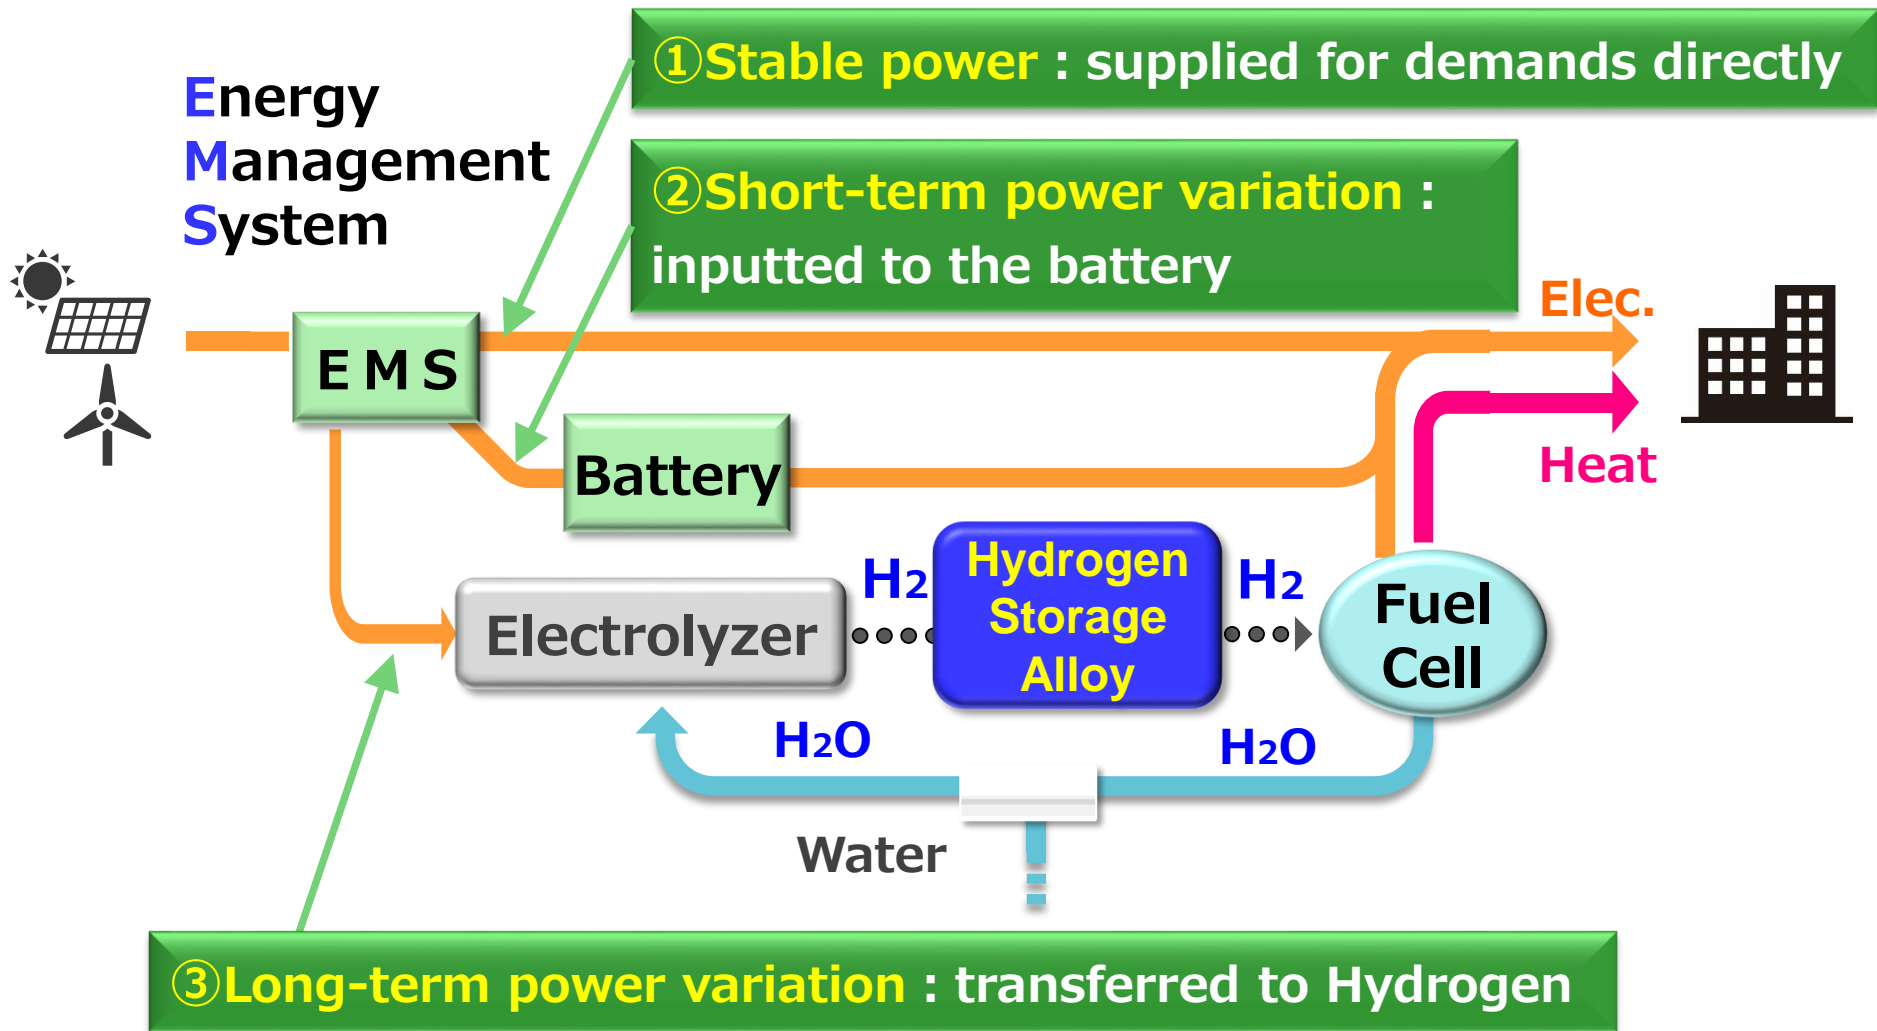 ①Stable power : supplied for demands directly
Energy
Management
System
②Short-term power variation :
inputted to the battery
Elec.
EMS
Battery
Heat
H2
Hydrogen
Storage
Alloy
H2
Electrolyzer
Fuel
Cell
H2O
H2O
Water
③Long-term power variation : transferred to Hydrogen